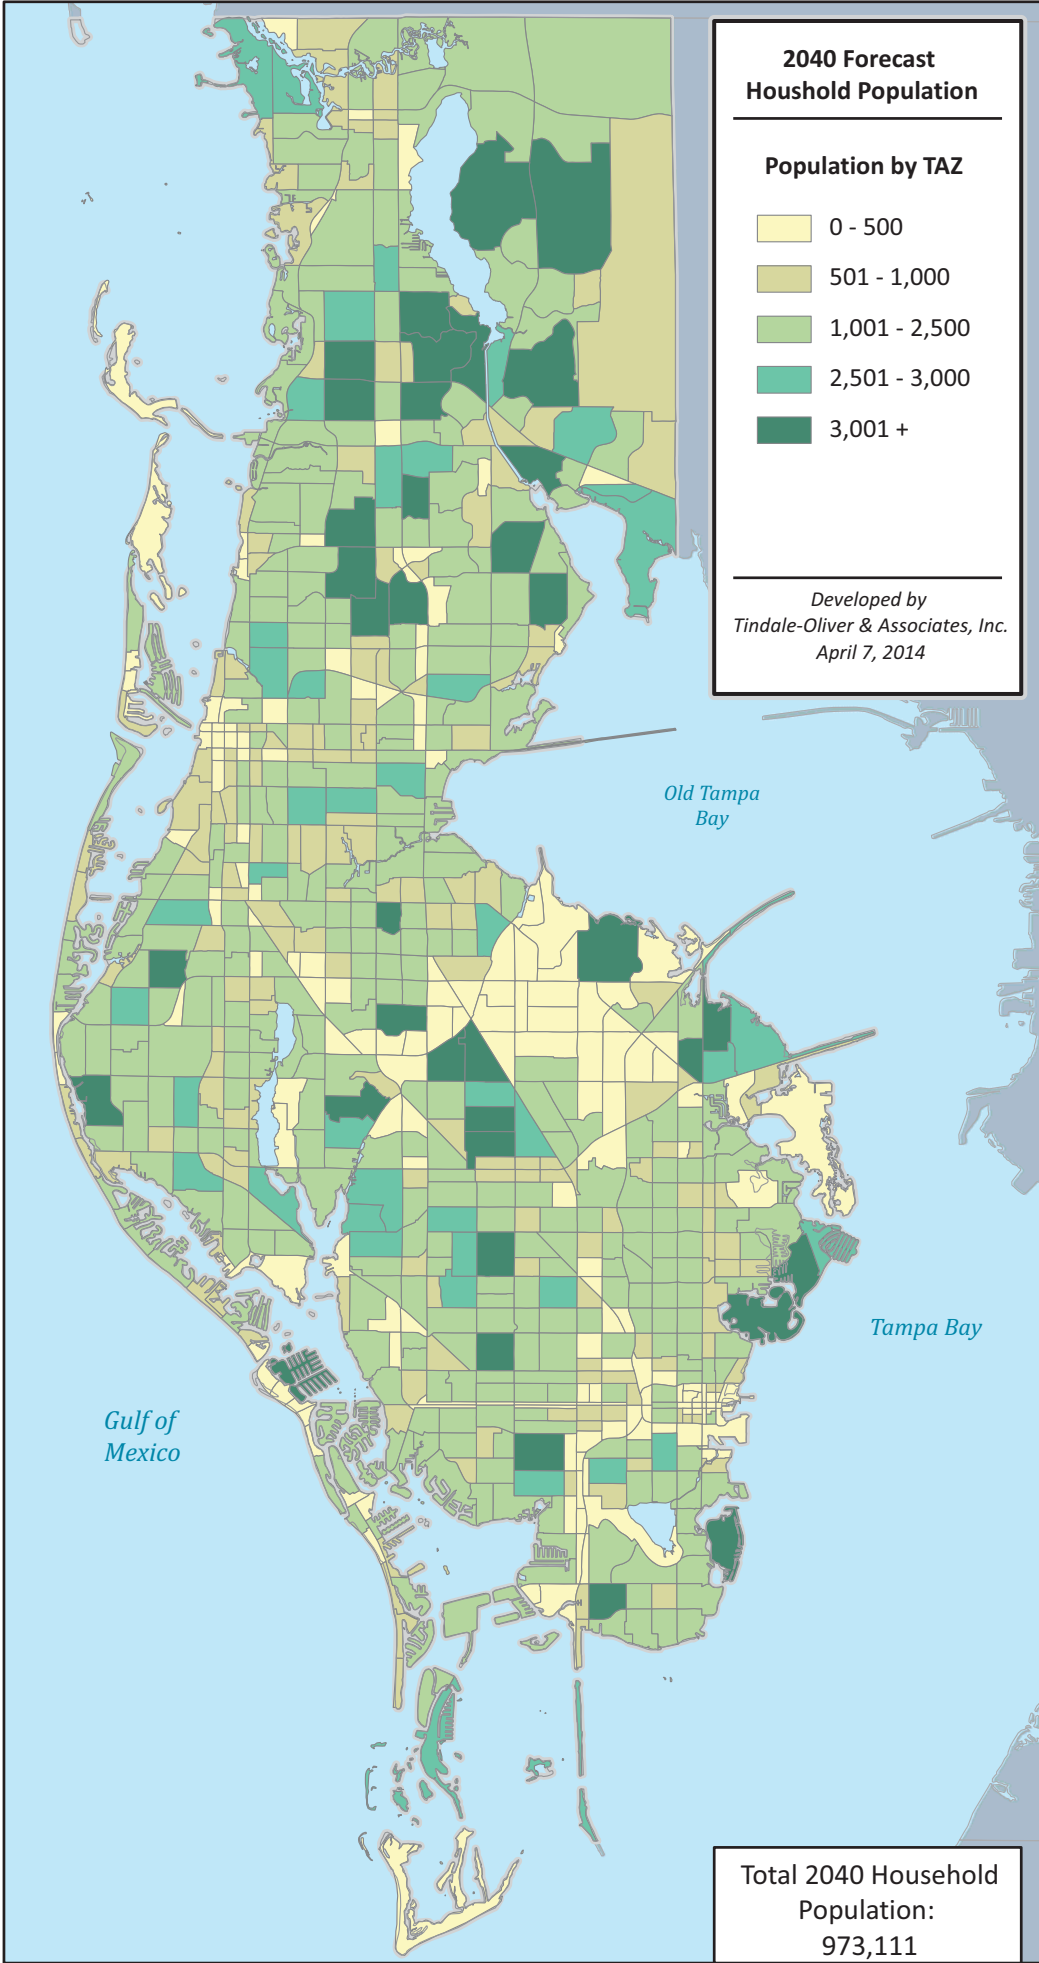 2040 Forecast
Houshold Population
Population by TAZ
0 - 500
501 - 1,000
1,001 - 2,500
2,501 - 3,000
3,001 +
Developed by
Tindale-Oliver & Associates, Inc.
April 7, 2014
Old Tampa
Bay
Tampa Bay
Gulf of
Mexico
Total 2040 Household
Population:
973,111